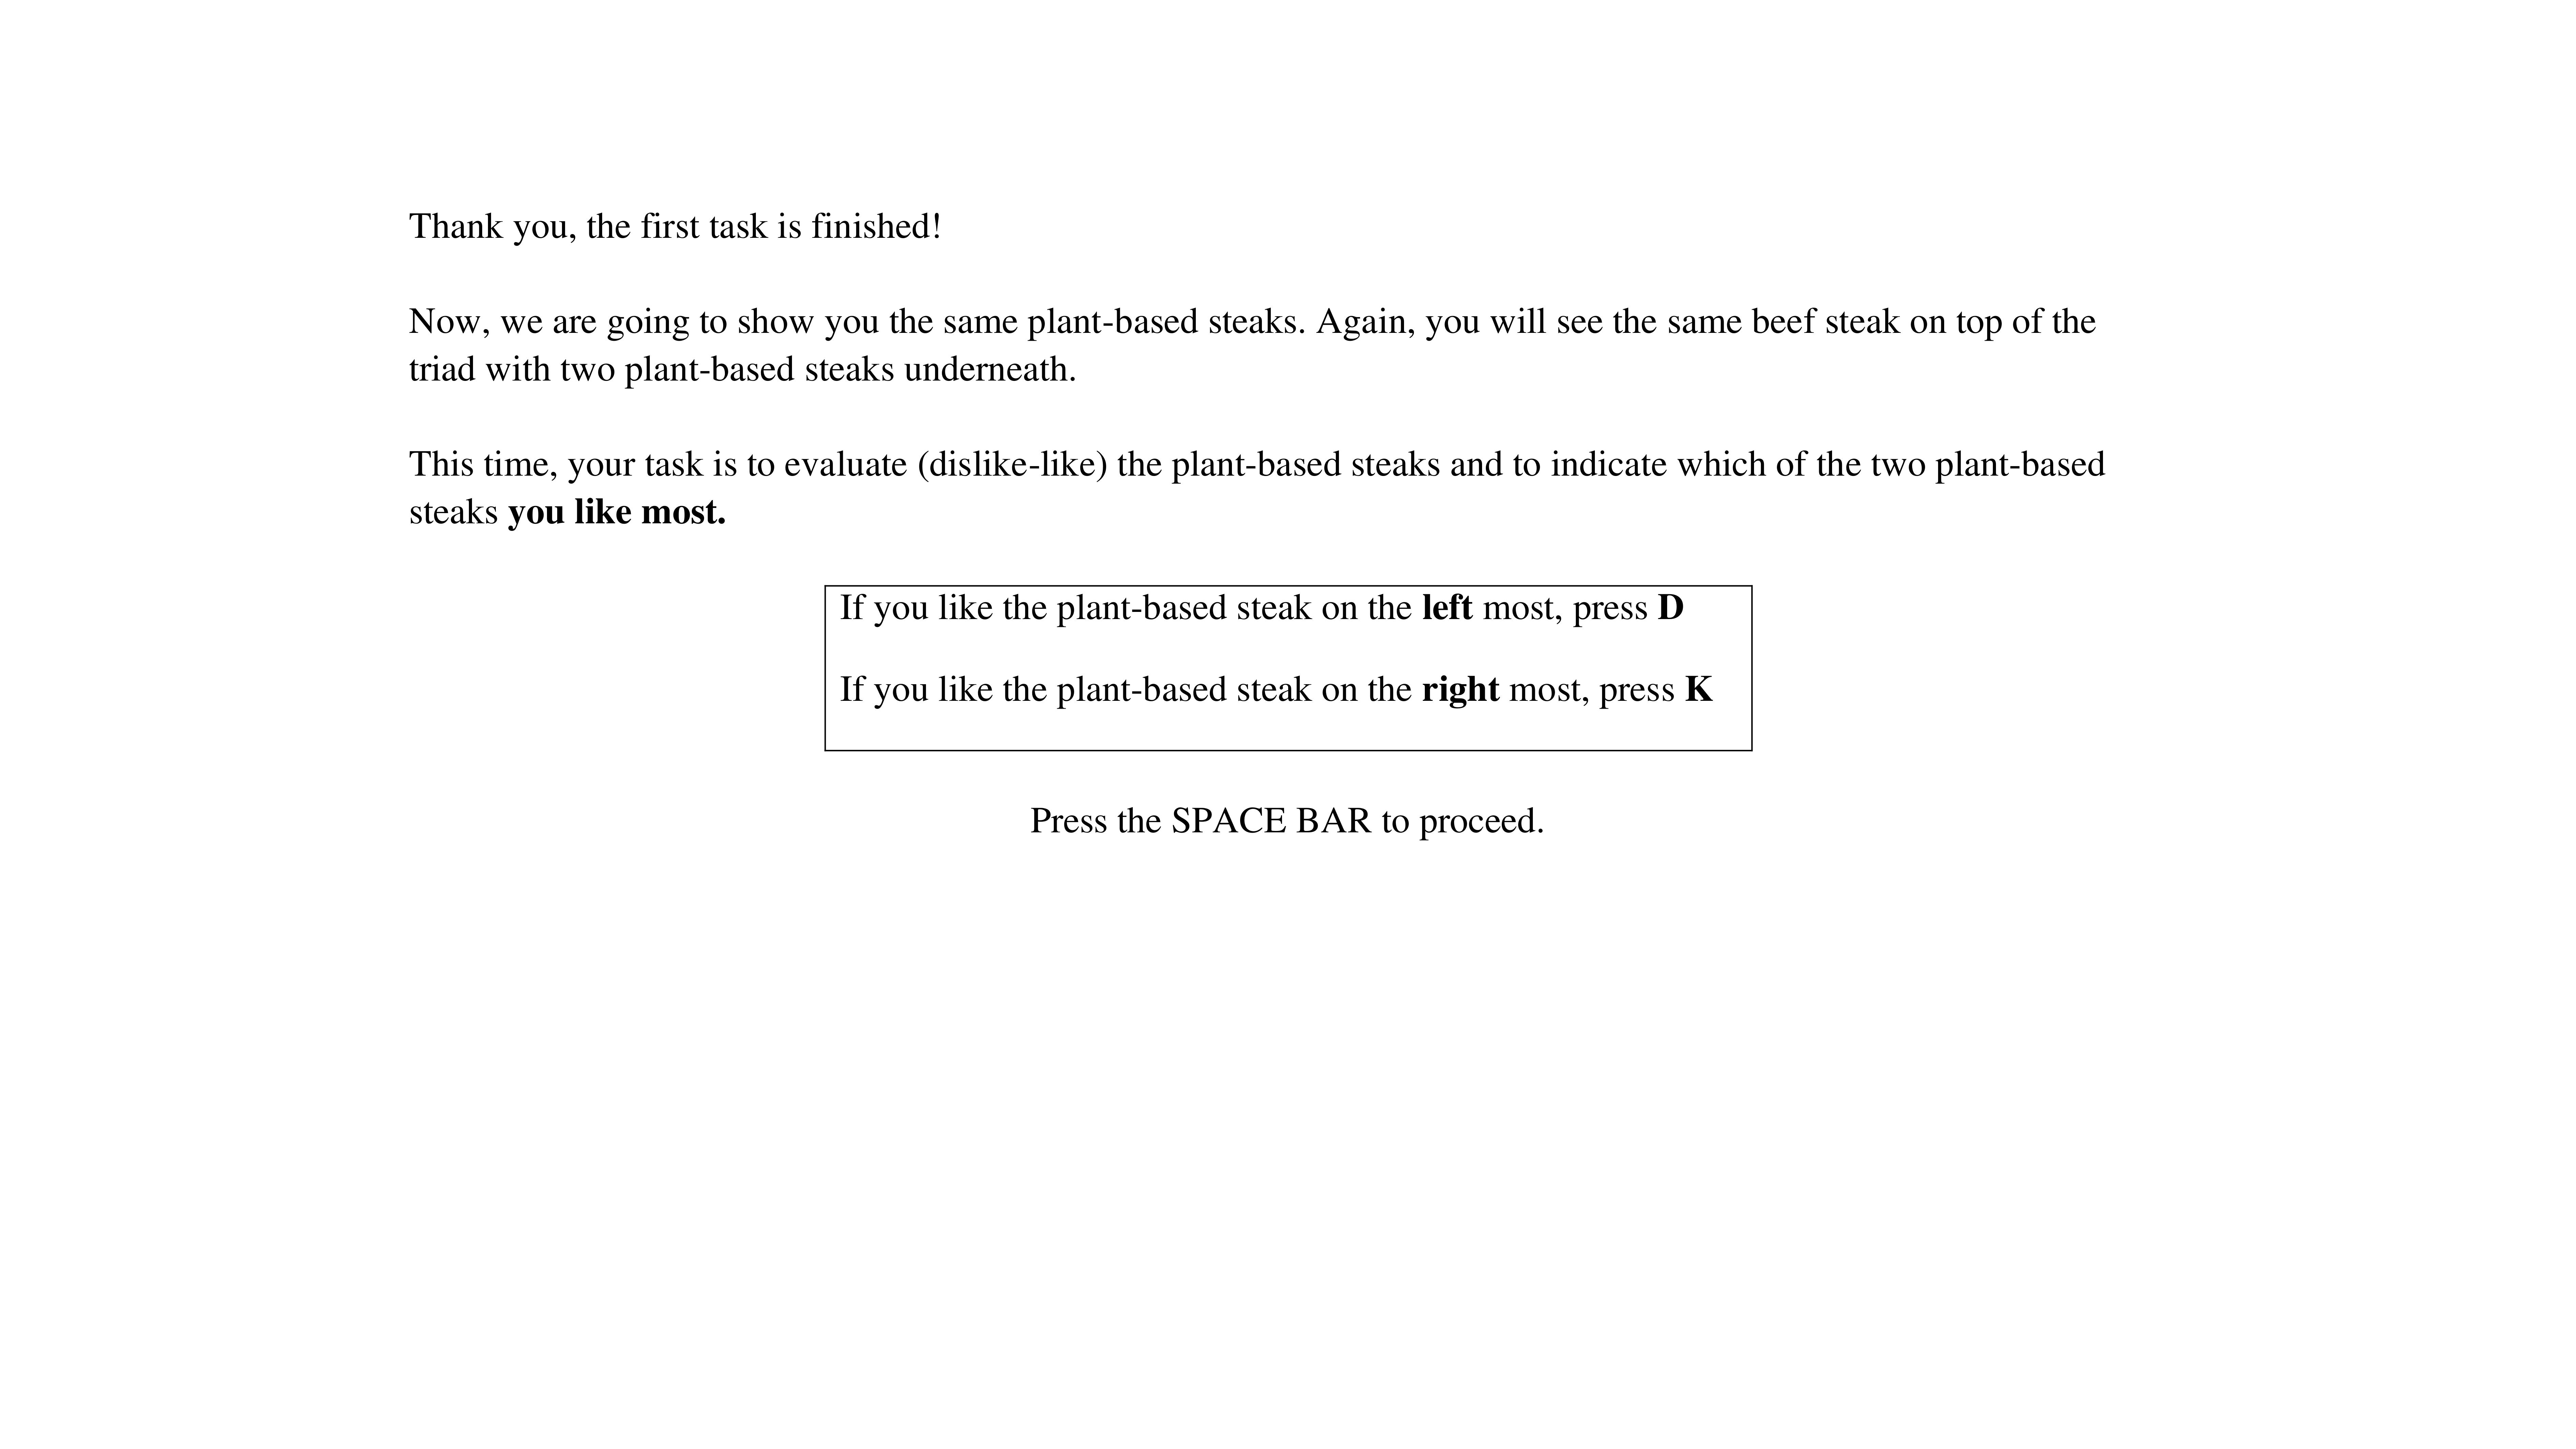 Thank you, the first task is finished!
Now, we are going to show you the same plant-based steaks. Again, you will see the same beef steak on top of the
triad with two plant-based steaks underneath.
This time, your task is to evaluate (dislike-like) the plant-based steaks and to indicate which of the two plant-based
steaks you like most.
If you like the plant-based steak on the left most, press D
If you like the plant-based steak on the right most, press K
Press the SPACE BAR to proceed.